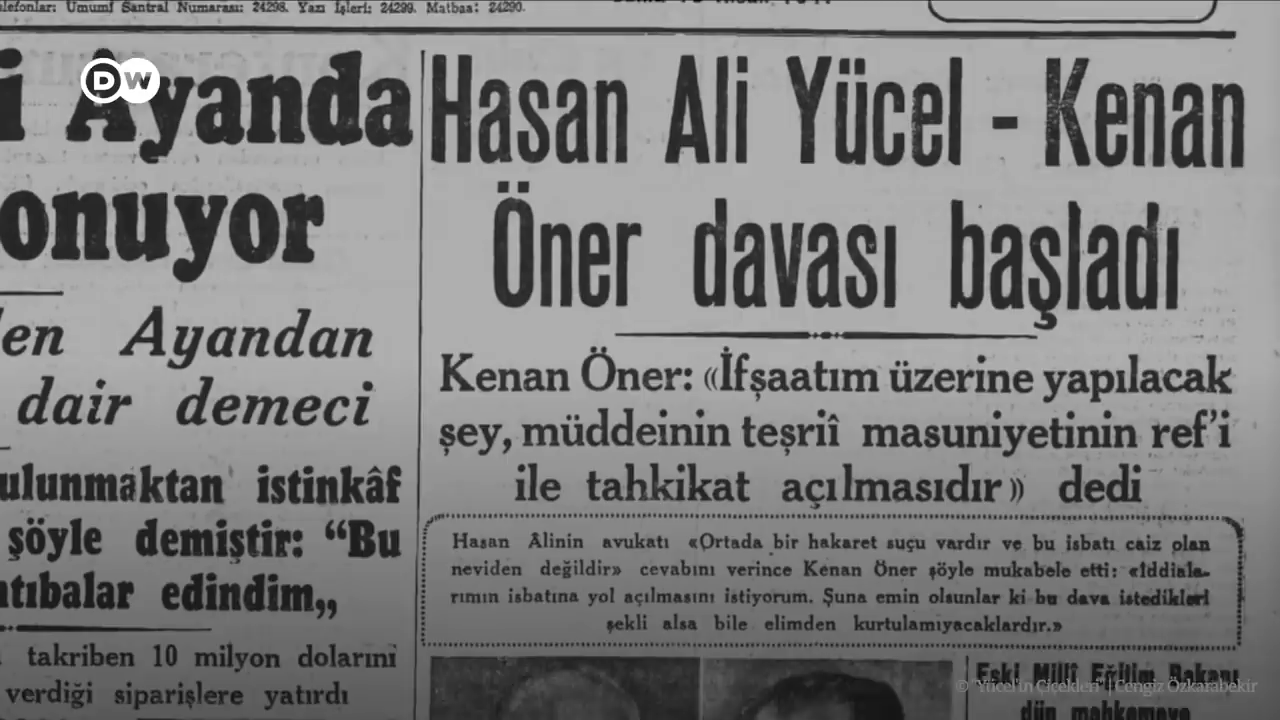 Telefonlar: Umumî Santral Numarası: 24298. Yazı İşleri: 24299. Matbaa: 24290.
DW
i Ayanda
onuyor
en Ayandan
dair demeci
ulunmaktan istinkâf
şöyle demiştir: “Bu
ntıbalar edindim„
takriben 10 milyon dolarını
verdiği siparişlere yatırdı
Hasan Ali Yücel - Kenan
Öner davası başladı
Kenan Öner: «İfşaatım üzerine yapılacak
şey, müddeinin teşriî masuniyetinin ref'i
ile tahkikat açılmasıdır» dedi
Hasan Âlinin avukatı «Ortada bir hakaret suçu vardır ve bu isbatı caiz olan
neviden değildir» cevabını verince Kenan Öner şöyle mukabele etti: «İddiala-
rımın isbatına yol açılmasını istiyorum. Şuna emin olsunlar ki bu dava istedikleri
şekli alsa bile elimden kurtulamiyacaklardır.»
Eski Millî Eğitim Bakanı
dün mahkemeye
© "Yücel'in Çiçekleri" | Cengiz Özkarabekir